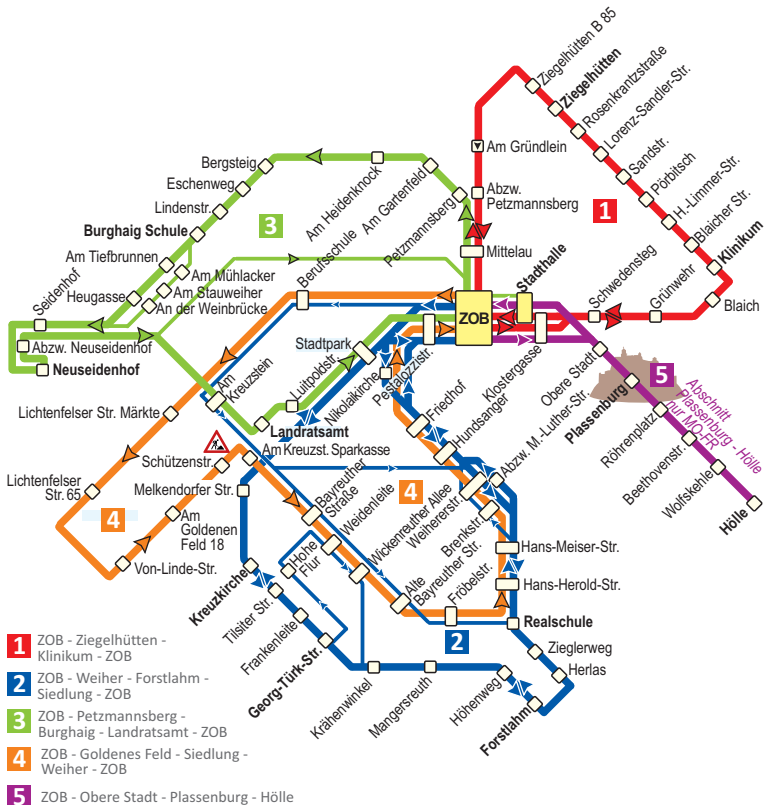 Ziegelhütten B 85
Ziegelhütten
Rosenkrantzstraße
Lorenz-Sandler-Str.
Sandstr.
Pörbitsch
H.-Limmer-Str.
Blaicher Str.
Klinikum
Blaich
Grünwehr
Schwedensteg
Am Gründlein
Abzw.
Petzmannsberg
Mittelau
1
Stadthalle
ZOB
Bergsteig
Eschenweg
Lindenstr.
Burghaig Schule
Am Tiefbrunnen
Heugasse
Seidenhof
Abzw. Neuseidenhof
Neuseidenhof
Am Mühlacker
Am Stauweiher
An der Weinbrücke
3
Am Heidenknock
Am Gartenfeld
Petzmannsberg
Berufsschule
Stadtpark
Luitpoldstr.
Landratsamt
Am
Kreuzstein
Am Kreuzst. Sparkasse
Nikolaikirche
Pestalozzistr.
Klostergasse
Obere Stadt
Plassenburg
5
Abschnitt
Plassenburg - Hölle
nur MO-FR
Röhrenplatz
Beethovenstr.
Wolfskehle
Hölle
Friedhof
Hundsanger
Abzw. M.-Luther-Str.
Lichtenfelser Str. Märkte
Lichtenfelser
Str. 65
4
Schützenstr.
Melkendorfer Str.
Am
Goldenen
Feld 18
Von-Linde-Str.
Bayreuther
Straße
Weidenleite
4
Wickenreuther Allee
Weihererstr.
Brenkstr.
Hans-Meiser-Str.
Hans-Herold-Str.
Realschule
Alte
Bayreuther Str.
Fröbelstr.
2
Hohe
Flur
Kreuzkirche
Tilsiter Str.
Frankenleite
Georg-Türk-Str.
Krähenwinkel
Mangersreuth
Höhenweg
Forstlahm
Zieglerweg
Herlas
1 ZOB - Ziegelhütten -
Klinikum - ZOB
2 ZOB - Weiher - Forstlahm -
Siedlung - ZOB
3 ZOB - Petzmannsberg -
Burghaig - Landratsamt - ZOB
4 ZOB - Goldenes Feld - Siedlung -
Weiher - ZOB
5 ZOB - Obere Stadt - Plassenburg - Hölle